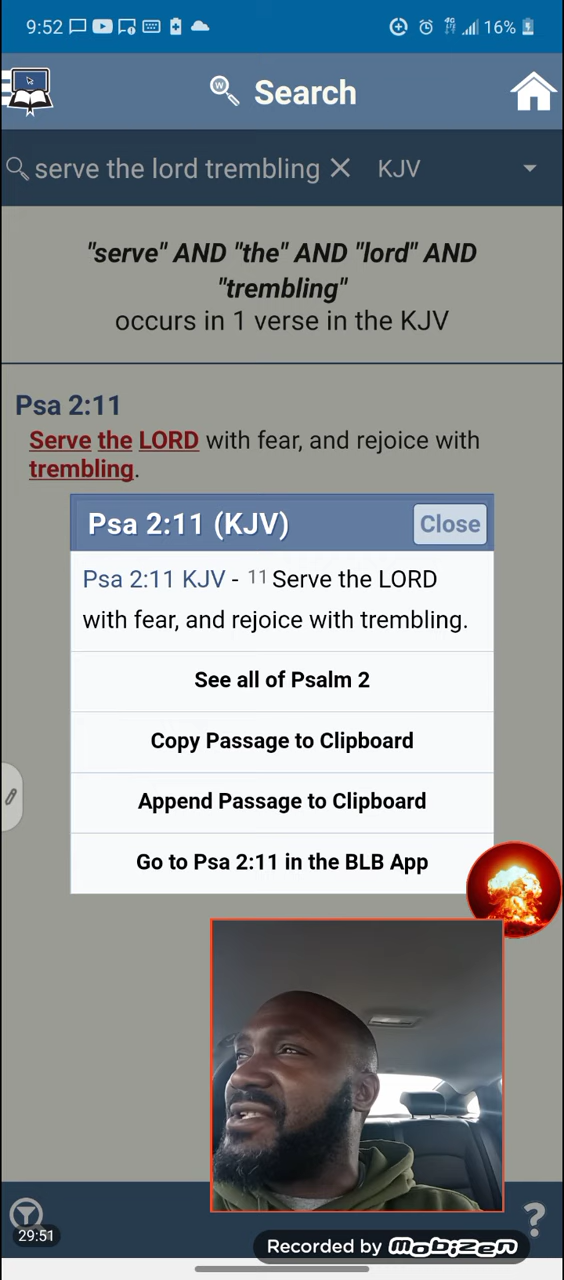 9:52
16%
W
Search
serve the lord trembling
KJV
"serve" AND "the" AND "lord" AND
"trembling"
occurs in 1 verse in the KJV
Psa 2:11
Serve the LORD with fear, and rejoice with
trembling.
Psa 2:11 (KJV)
Close
Psa 2:11 KJV - 11 Serve the LORD
with fear, and rejoice with trembling.
See all of Psalm 2
Copy Passage to Clipboard
Append Passage to Clipboard
Go to Psa 2:11 in the BLB App
29:51
?
Recorded by Mobizen